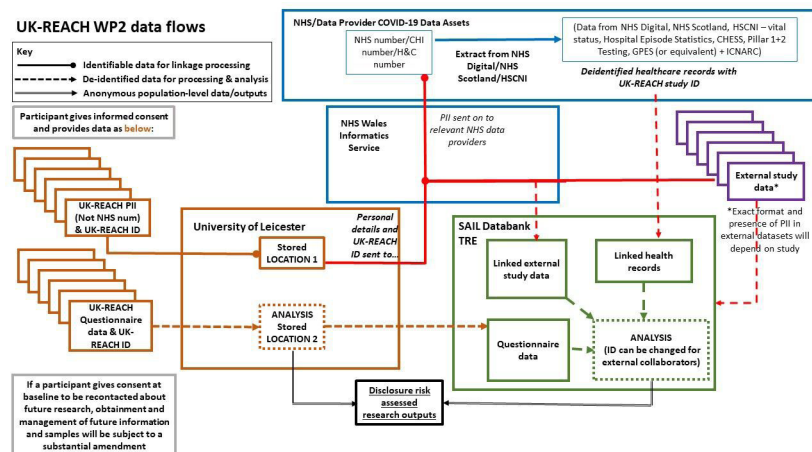 UK-REACH WP2 data flows
Key
Identifiable data for linkage processing
De-identified data for processing & analysis
Anonymous population-level data/outputs
Participant gives informed consent
and provides data as below:
NHS/Data Provider COVID-19 Data Assets
NHS number/CHI
number/H&C
number
Extract from NHS
Digital/NHS
Scotland/HSCNI
(Data from NHS Digital, NHS Scotland, HSCNI – vital
status, Hospital Episode Statistics, CHESS, Pillar 1+2
Testing, GPES (or equivalent) + ICNARC)
Deidentified healthcare records with
UK-REACH study ID
NHS Wales
Informatics
Service
PII sent on to
relevant NHS data
providers
External study
data*
*Exact format and
presence of PII in
external datasets will
depend on study
UK-REACH PII
(Not NHS num)
& UK-REACH ID
University of Leicester
Stored
LOCATION 1
Personal
details and
UK-REACH
ID sent to...
SAIL Databank
TRE
Linked external
study data
Linked health
records
UK-REACH
Questionnaire
data & UK-
REACH ID
ANALYSIS
Stored
LOCATION 2
Questionnaire
data
ANALYSIS
(ID can be changed for
external collaborators)
If a participant gives consent at
baseline to be recontacted about
future research, obtainment and
management of future information
and samples will be subject to a
substantial amendment
Disclosure risk
assessed
research outputs